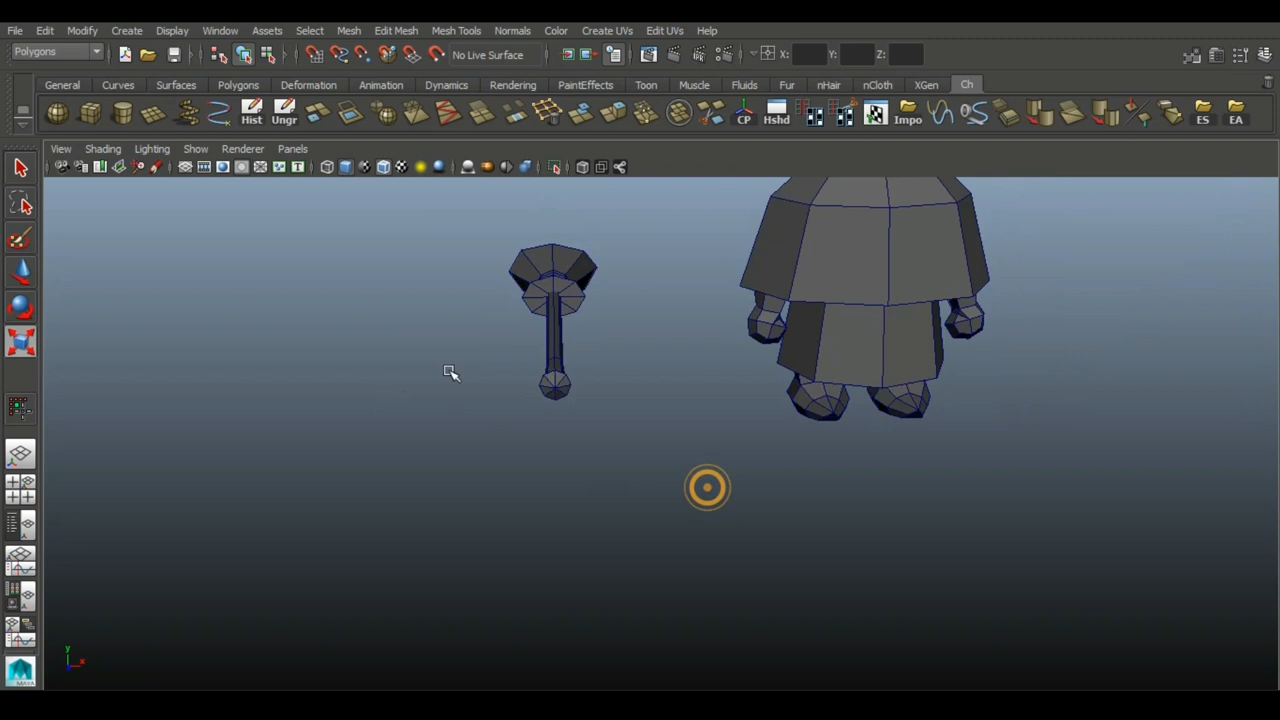 File Edit Modify Create Display Window Assets Select Mesh Edit Mesh Mesh Tools Normals Color Create UVs Edit UVs Help
Polygons No Live Surface X: Y: Z:
General Curves Surfaces Polygons Deformation Animation Dynamics Rendering PaintEffects Toon Muscle Fluids Fur nHair nCloth XGen Ch
Hist Ungr CP Hshd Impo ES EA
View Shading Lighting Show Renderer Panels
y
x
MAYA